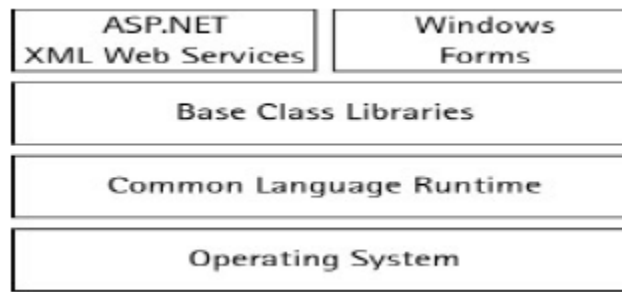 ASP.NET
XML Web Services
Windows
Forms
Base Class Libraries
Common Language Runtime
Operating System